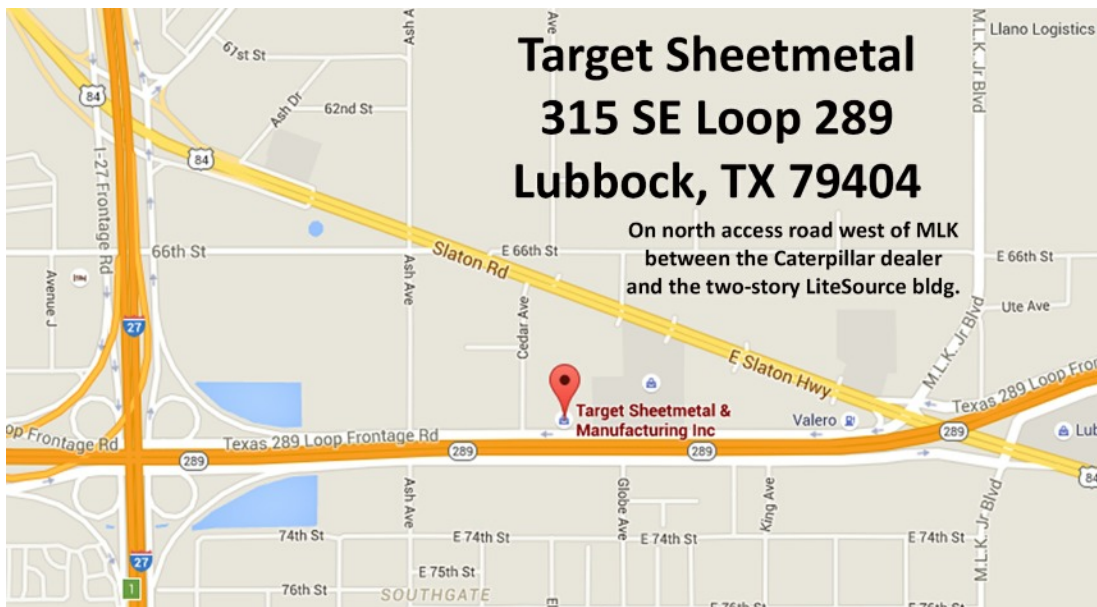 Target Sheetmetal
315 SE Loop 289
Lubbock, TX 79404
On north access road west of MLK
between the Caterpillar dealer
and the two-story LiteSource bldg.
Llano Logistics
M.L.K. Jr Blvd
61st St
Ash A
Ave
84
Ash Dr
62nd St
84
I-27 Frontage Rd
66th St
Slaton Rd
E 66th St
E 66th St
Avenue J
Ash Ave
Cedar Ave
Ute Ave
27
E Slaton Hwy
M.L.K. Jr Blvd
Texas 289 Loop Fron
Target Sheetmetal &
Manufacturing Inc
Valero
oop Frontage Rd
Texas 289 Loop Frontage Rd
289
289
289
289
Lub
84
Ash Ave
Globe Ave
King Ave
M.L.K. Jr Blvd
74th St
E 74th St
E 74th St
27
1
E 75th St
76th St
SOUTHGATE
E 76th St
E 76th St